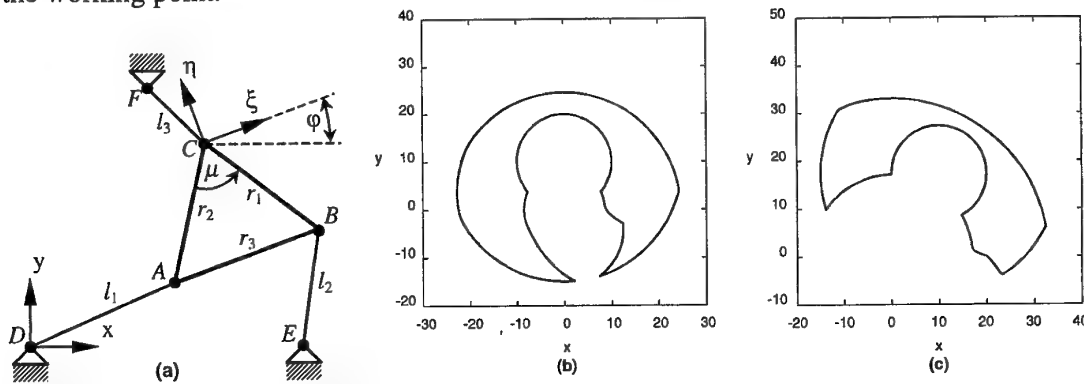 the working point.
η
F
ξ
l3
φ
C
μ
r1
r2
B
r3
A
y
l1
l2
x
D
E
(a)
40
30
20
y
10
0
-10
-20
-30 -20 -10 0 10 20 30
x
(b)
50
40
30
y
20
10
0
-10
-20 -10 0 10 20 30 40
x
(c)